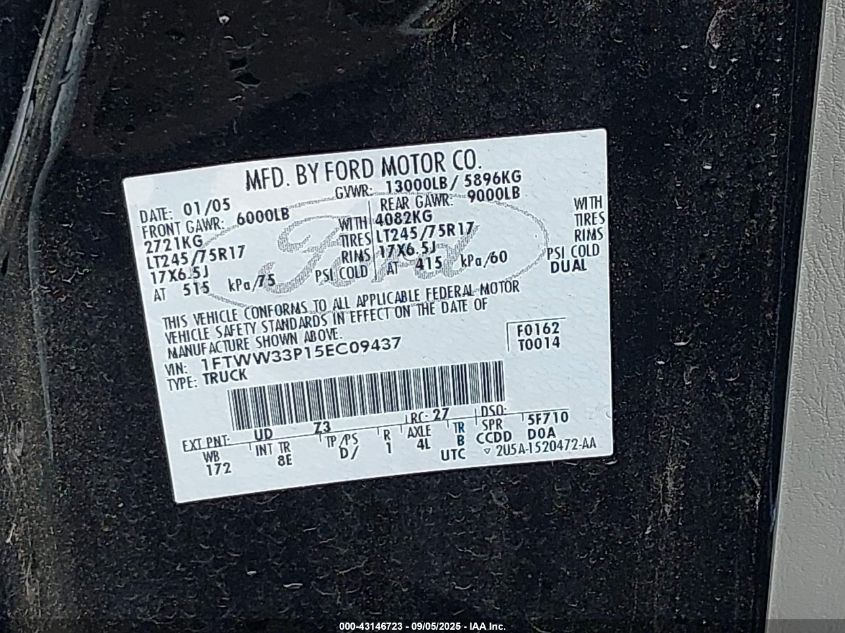 MFD. BY FORD MOTOR CO.
DATE: 01/05 GVWR: 13000LB/ 5896KG
FRONT GAWR: 6000LB REAR GAWR: 9000LB
2721KG WITH 4082KG WITH
LT245/75R17 TIRES LT245/75R17 TIRES
17X6.5J RIMS 17X6.5J RIMS
AT 515 kPa/75 PSI COLD AT 415 kPa/60 PSI COLD
DUAL
Ford
THIS VEHICLE CONFORMS TO ALL APPLICABLE FEDERAL MOTOR
VEHICLE SAFETY STANDARDS IN EFFECT ON THE DATE OF
MANUFACTURE SHOWN ABOVE.
VIN: 1FTWW33P15EC09437 F0162
TYPE: TRUCK T0014
EXT PNT: UD Z3 RC: 27 DSO: 5F710
WB INT TR TP/PS R AXLE TR SPR D0A
172 8E D/ 1 4L B CCDD
UTC 2U5A-1520472-AA
000-43146723 - 09/05/2025 - IAA, Inc.